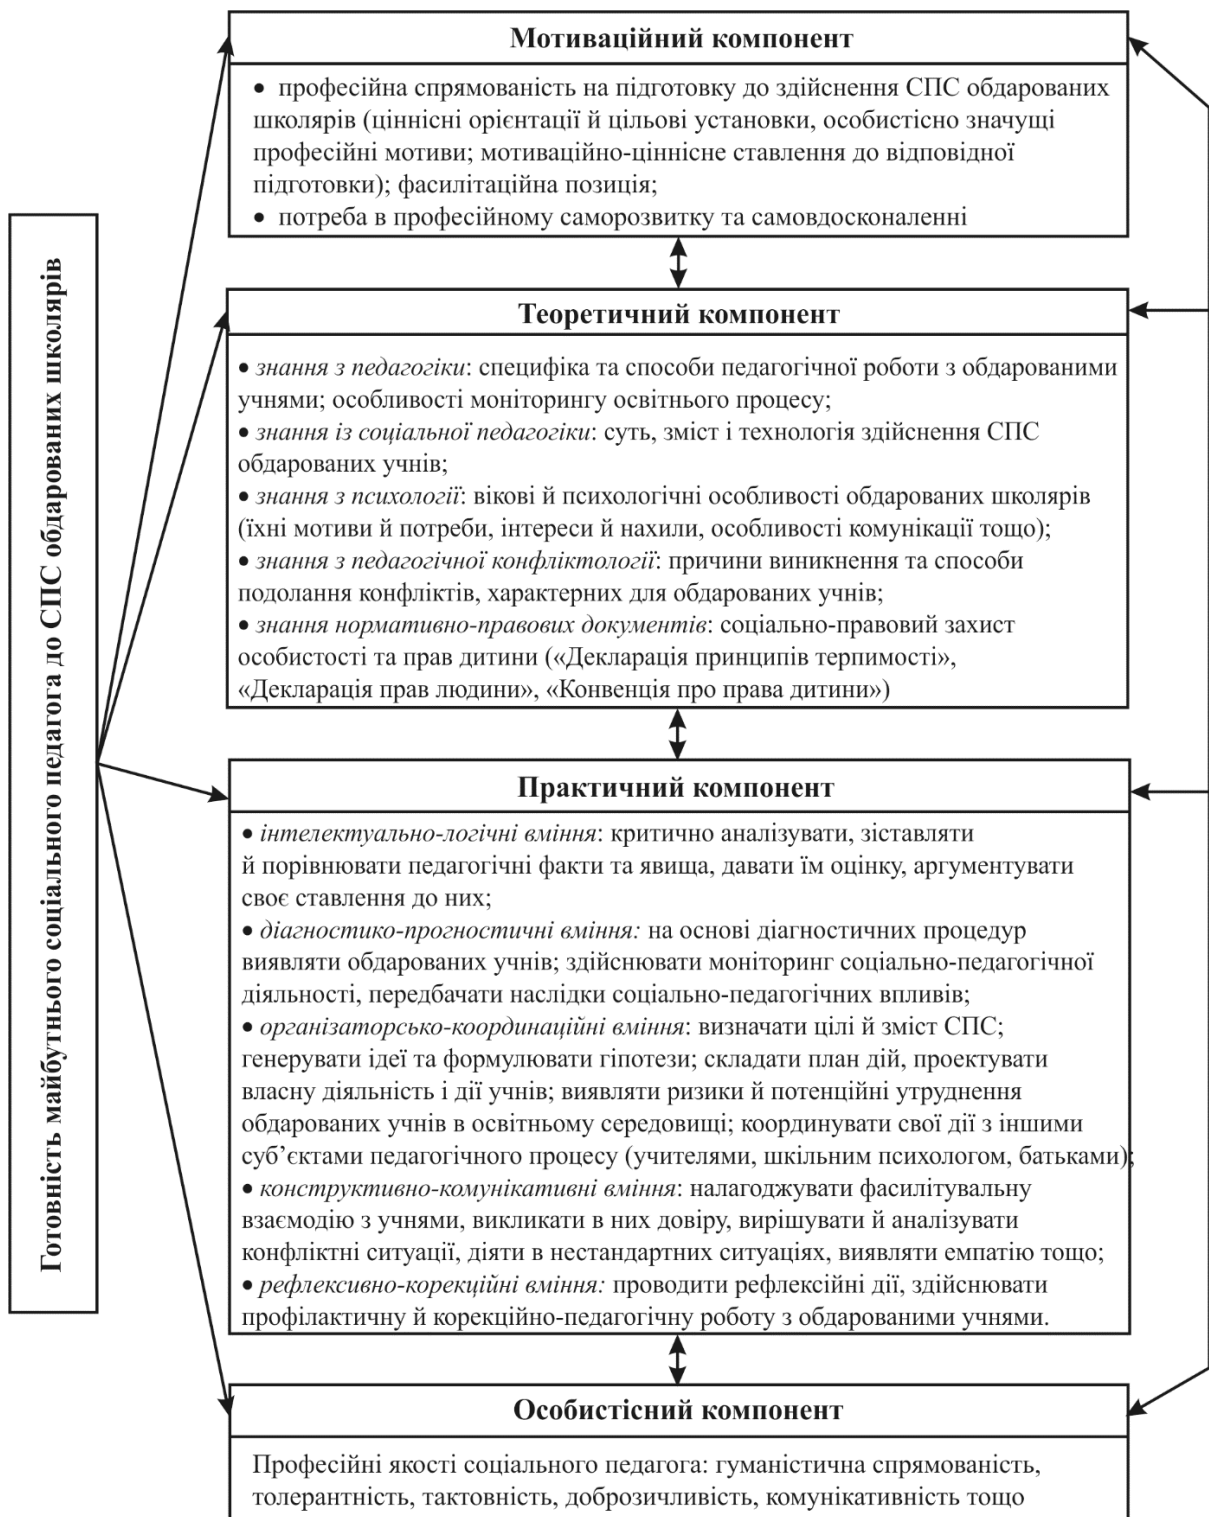 Готовність майбутнього соціального педагога до СПС обдарованих школярів
Мотиваційний компонент
• професійна спрямованість на підготовку до здійснення СПС обдарованих
школярів (ціннісні орієнтації й цільові установки, особистісно значущі
професійні мотиви; мотиваційно-ціннісне ставлення до відповідної
підготовки); фасилітаційна позиція;
• потреба в професійному саморозвитку та самовдосконаленні
Теоретичний компонент
• знання з педагогіки: специфіка та способи педагогічної роботи з обдарованими
учнями; особливості моніторингу освітнього процесу;
• знання із соціальної педагогіки: суть, зміст і технологія здійснення СПС
обдарованих учнів;
• знання з психології: вікові й психологічні особливості обдарованих школярів
(їхні мотиви й потреби, інтереси й нахили, особливості комунікації тощо);
• знання з педагогічної конфліктології: причини виникнення та способи
подолання конфліктів, характерних для обдарованих учнів;
• знання нормативно-правових документів: соціально-правовий захист
особистості та прав дитини («Декларація принципів терпимості»,
«Декларація прав людини», «Конвенція про права дитини»)
Практичний компонент
• інтелектуально-логічні вміння: критично аналізувати, зіставляти
й порівнювати педагогічні факти та явища, давати їм оцінку, аргументувати
своє ставлення до них;
• діагностико-прогностичні вміння: на основі діагностичних процедур
виявляти обдарованих учнів; здійснювати моніторинг соціально-педагогічної
діяльності, передбачати наслідки соціально-педагогічних впливів;
• організаторсько-координаційні вміння: визначати цілі й зміст СПС;
генерувати ідеї та формулювати гіпотези; складати план дій, проектувати
власну діяльність і дії учнів; виявляти ризики й потенційні утруднення
обдарованих учнів в освітньому середовищі; координувати свої дії з іншими
суб’єктами педагогічного процесу (учителями, шкільним психологом, батьками);
• конструктивно-комунікативні вміння: налагоджувати фасилітувальну
взаємодію з учнями, викликати в них довіру, вирішувати й аналізувати
конфліктні ситуації, діяти в нестандартних ситуаціях, виявляти емпатію тощо;
• рефлексивно-корекційні вміння: проводити рефлексійні дії, здійснювати
профілактичну й корекційно-педагогічну роботу з обдарованими учнями.
Особистісний компонент
Професійні якості соціального педагога: гуманістична спрямованість,
толерантність, тактовність, доброзичливість, комунікативність тощо